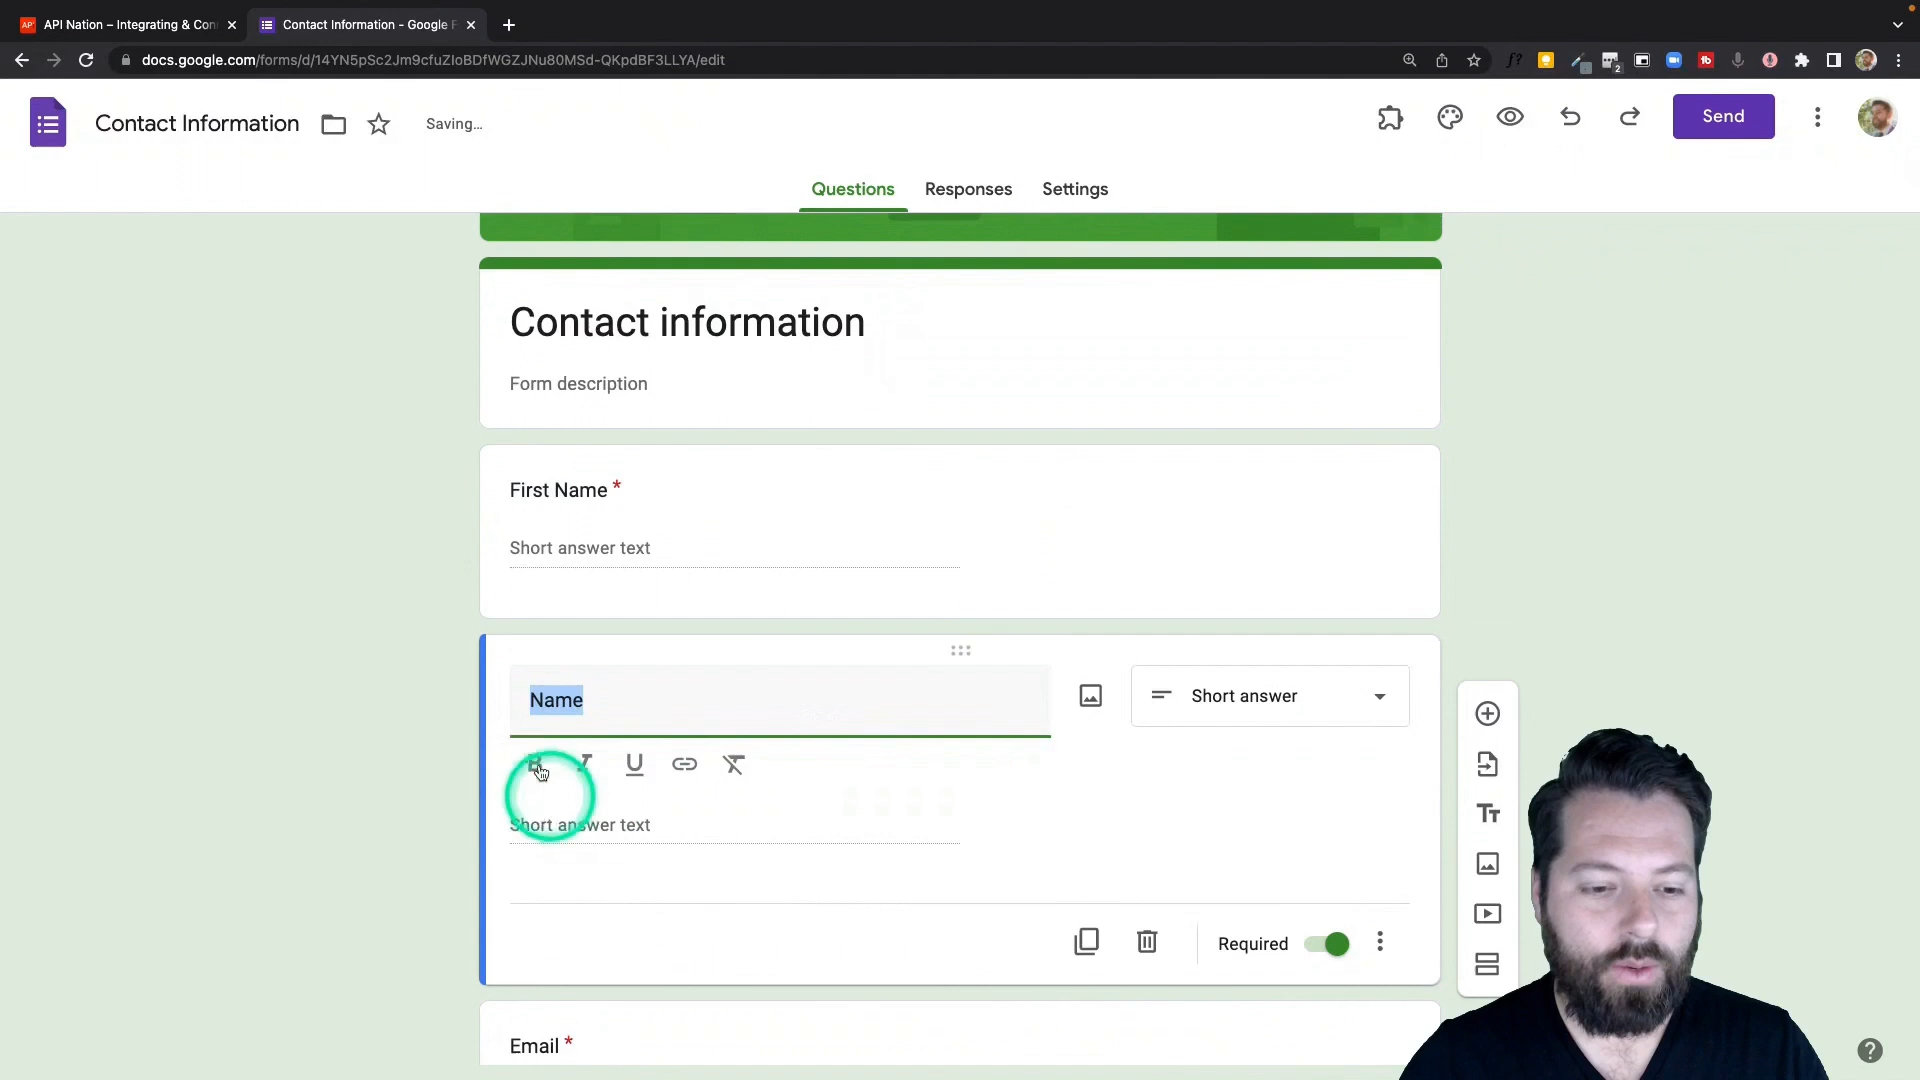 API Nation – Integrating & Con
Contact Information - Google F
docs.google.com/forms/d/14YN5pSc2Jm9cfuZIoBDfWGZJNu80MSd-QKpdBF3LLYA/edit
Contact Information
Saving...
Send
Questions
Responses
Settings
Contact information
Form description
First Name *
Short answer text
Name
Short answer
B I U
Short answer text
Required
Email *